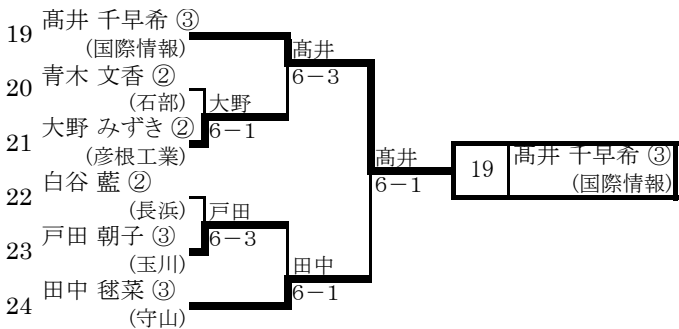 19 髙井 千早希 ③
(国際情報)
20 青木 文香 ②
(石部)
21 大野 みずき ②
(彦根工業)
22 白谷 藍 ②
(長浜)
23 戸田 朝子 ③
(玉川)
24 田中 毬菜 ③
(守山)
大野
6-1
戸田
6-3
髙井
6-3
田中
6-1
髙井
6-1
19 髙井 千早希 ③
(国際情報)